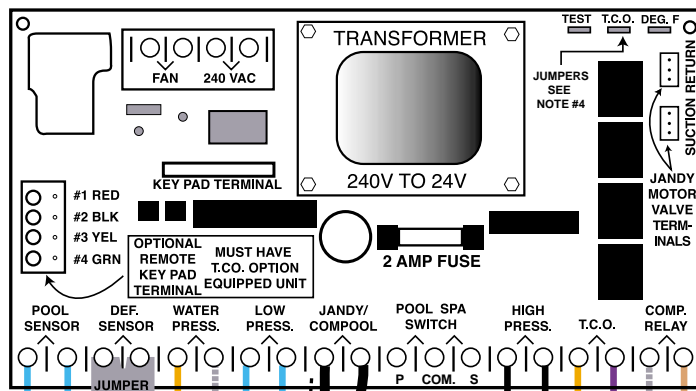 TEST T.C.O. DEG. F
TRANSFORMER
240V TO 24V
FAN 240 VAC
JUMPERS
SEE
NOTE #4
RETURN
SUCTION
JANDY
MOTOR
VALVE
TERM-
INALS
KEY PAD TERMINAL
#1 RED
#2 BLK
#3 YEL
#4 GRN
OPTIONAL
REMOTE
KEY PAD
TERMINAL
MUST HAVE
T.C.O. OPTION
EQUIPPED UNIT
2 AMP FUSE
POOL
SENSOR
DEF.
SENSOR
WATER
PRESS.
LOW
PRESS.
JANDY/
COMPOOL
POOL SPA
SWITCH
HIGH
PRESS.
T.C.O.
COMP.
RELAY
JUMPER
P COM. S